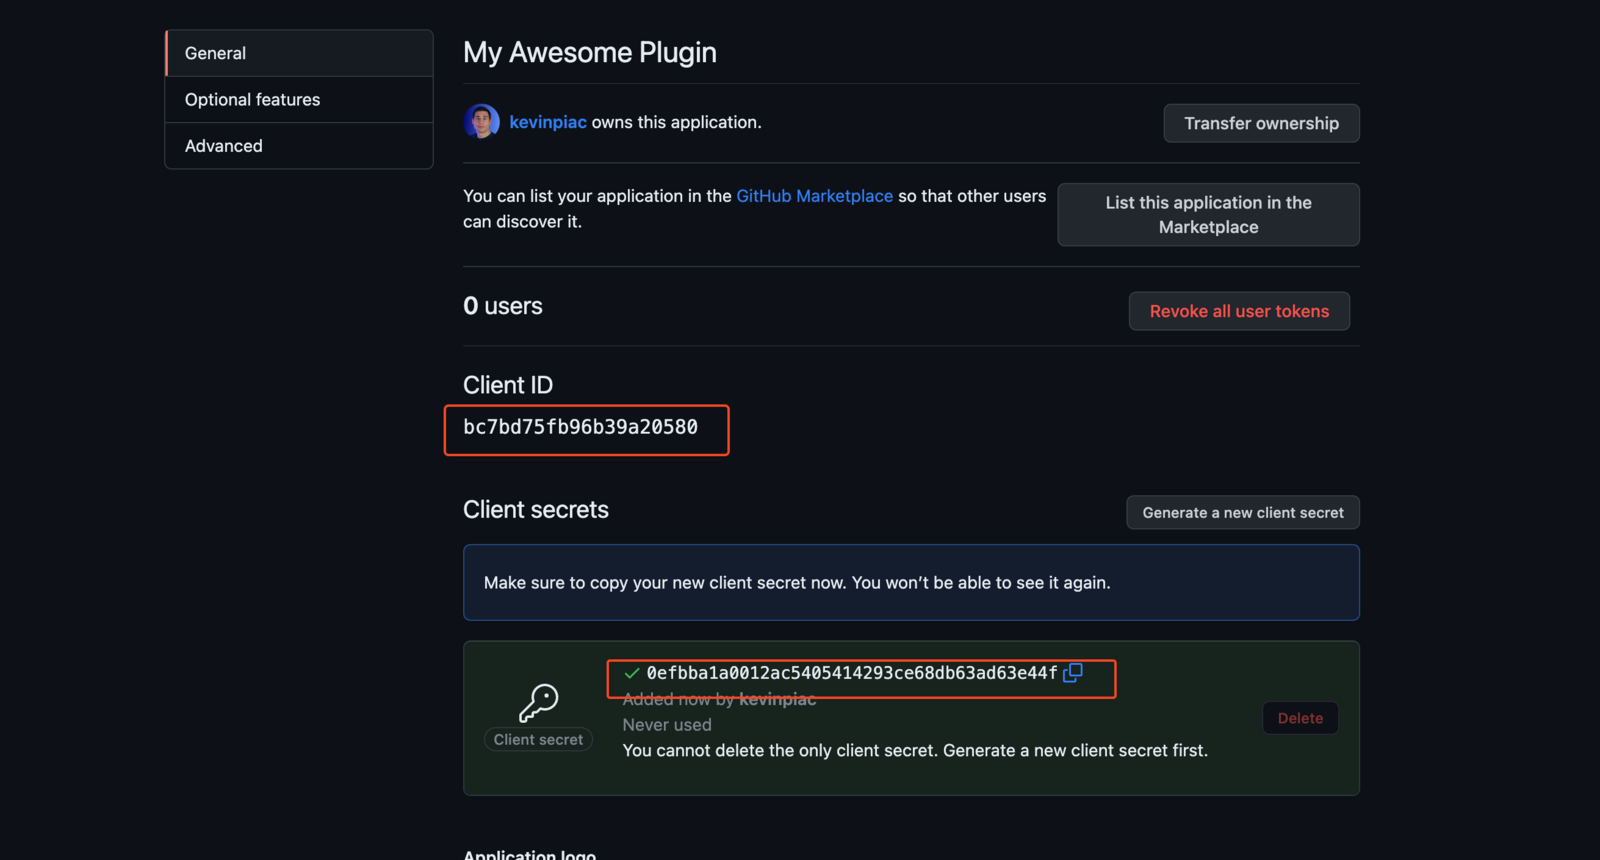 General
Optional features
Advanced
My Awesome Plugin
kevinpiac owns this application.
Transfer ownership
You can list your application in the GitHub Marketplace so that other users
can discover it.
List this application in the
Marketplace
0 users
Revoke all user tokens
Client ID
bc7bd75fb96b39a20580
Client secrets
Generate a new client secret
Make sure to copy your new client secret now. You won’t be able to see it again.
0efbba1a0012ac5405414293ce68db63ad63e44f
Added now by kevinpiac
Never used
You cannot delete the only client secret. Generate a new client secret first.
Client secret
Delete
Application logo